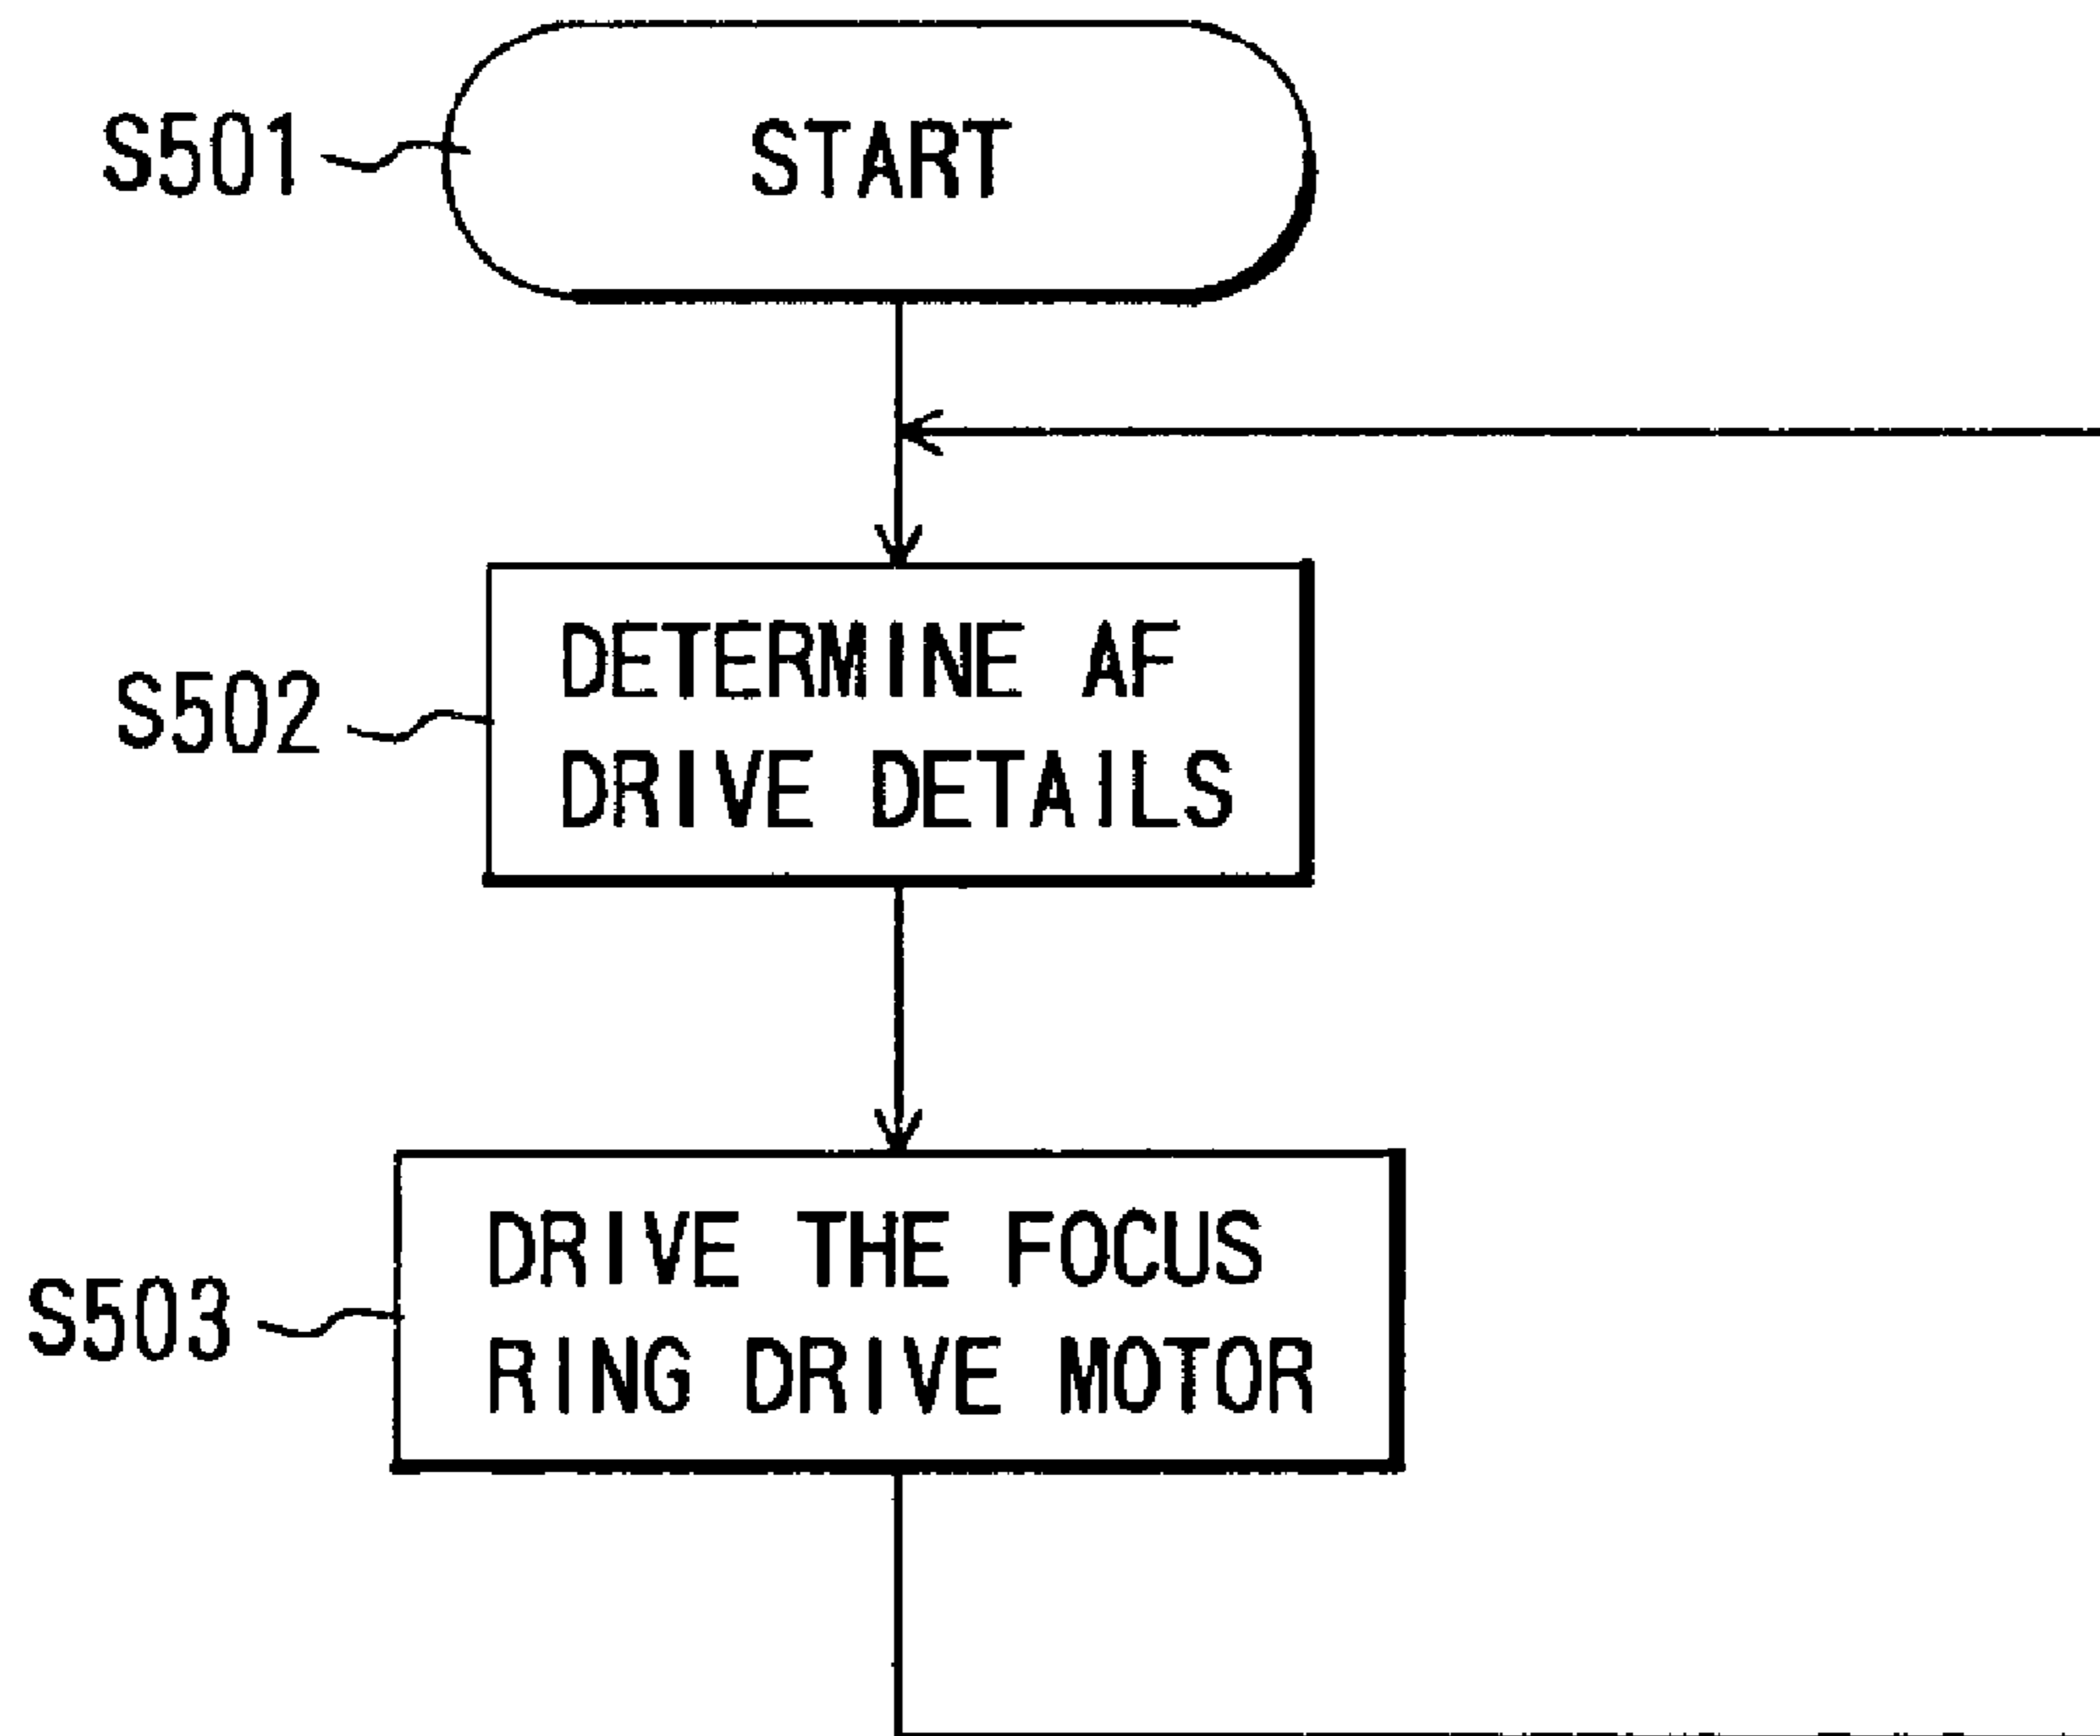 S501
START
S502
DETERMINE AF
DRIVE DETAILS
S503
DRIVE THE FOCUS
RING DRIVE MOTOR